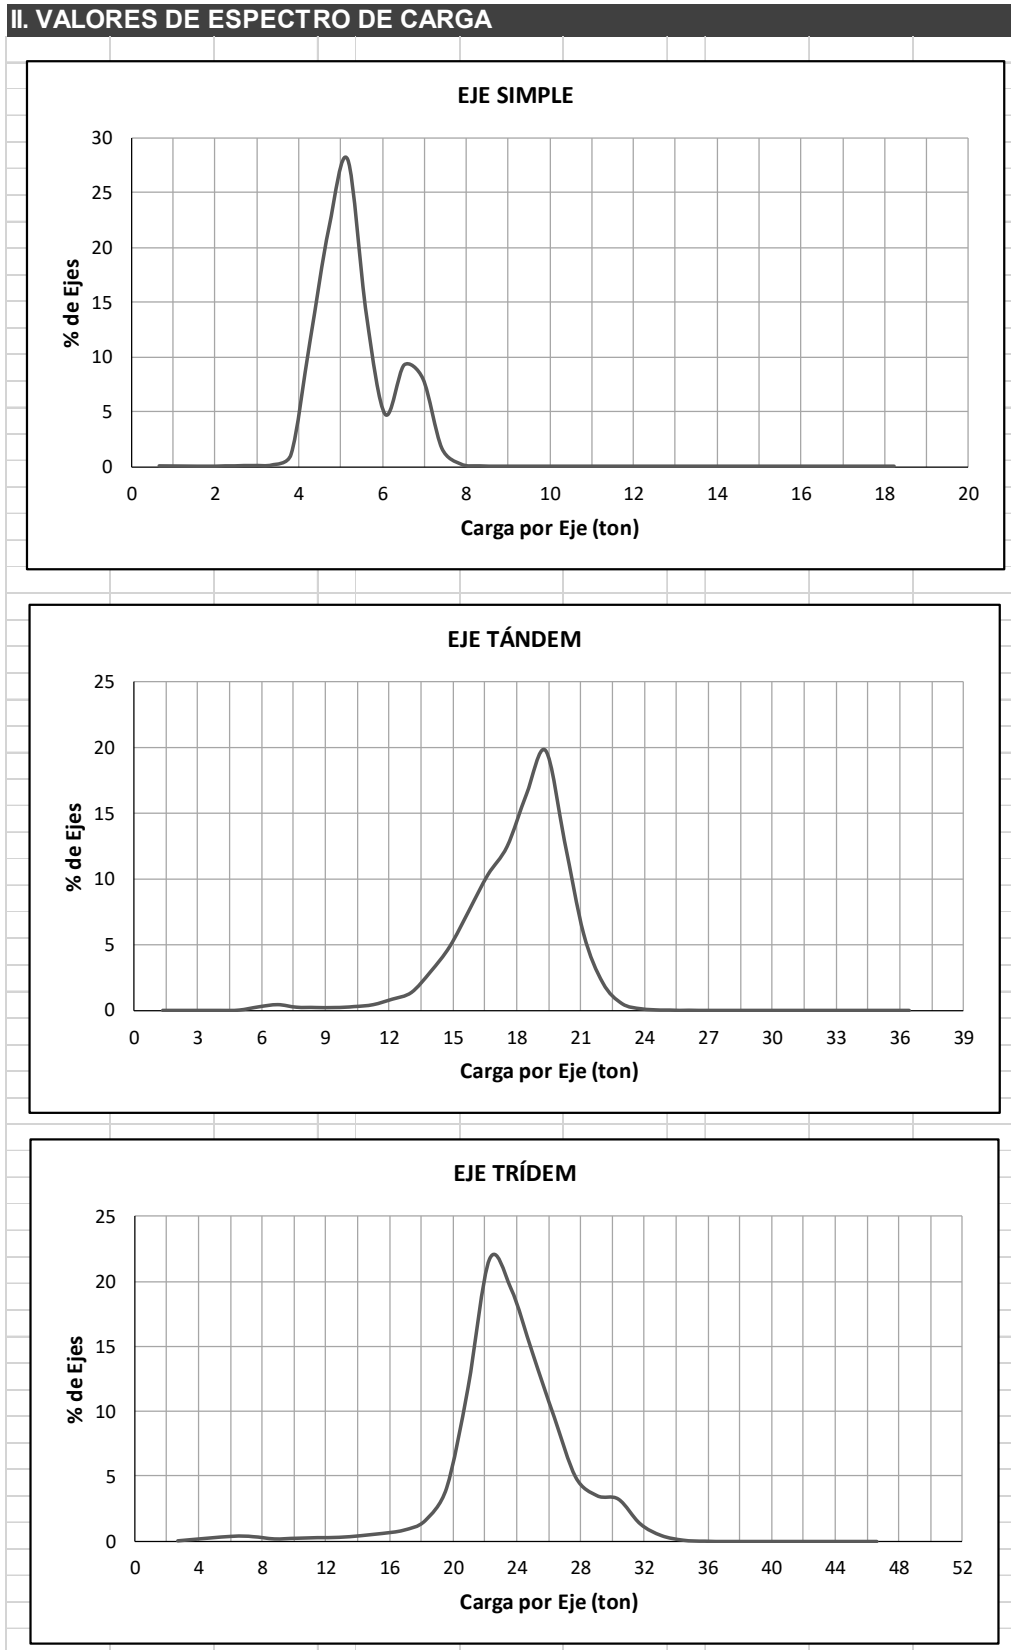 II. VALORES DE ESPECTRO DE CARGA
EJE SIMPLE
30
25
20
15
10
5
0
% de Ejes
0 2 4 6 8 10 12 14 16 18 20
Carga por Eje (ton)
EJE TÁNDEM
25
20
15
10
5
0
% de Ejes
0 3 6 9 12 15 18 21 24 27 30 33 36 39
Carga por Eje (ton)
EJE TRÍDEM
25
20
15
10
5
0
% de Ejes
0 4 8 12 16 20 24 28 32 36 40 44 48 52
Carga por Eje (ton)